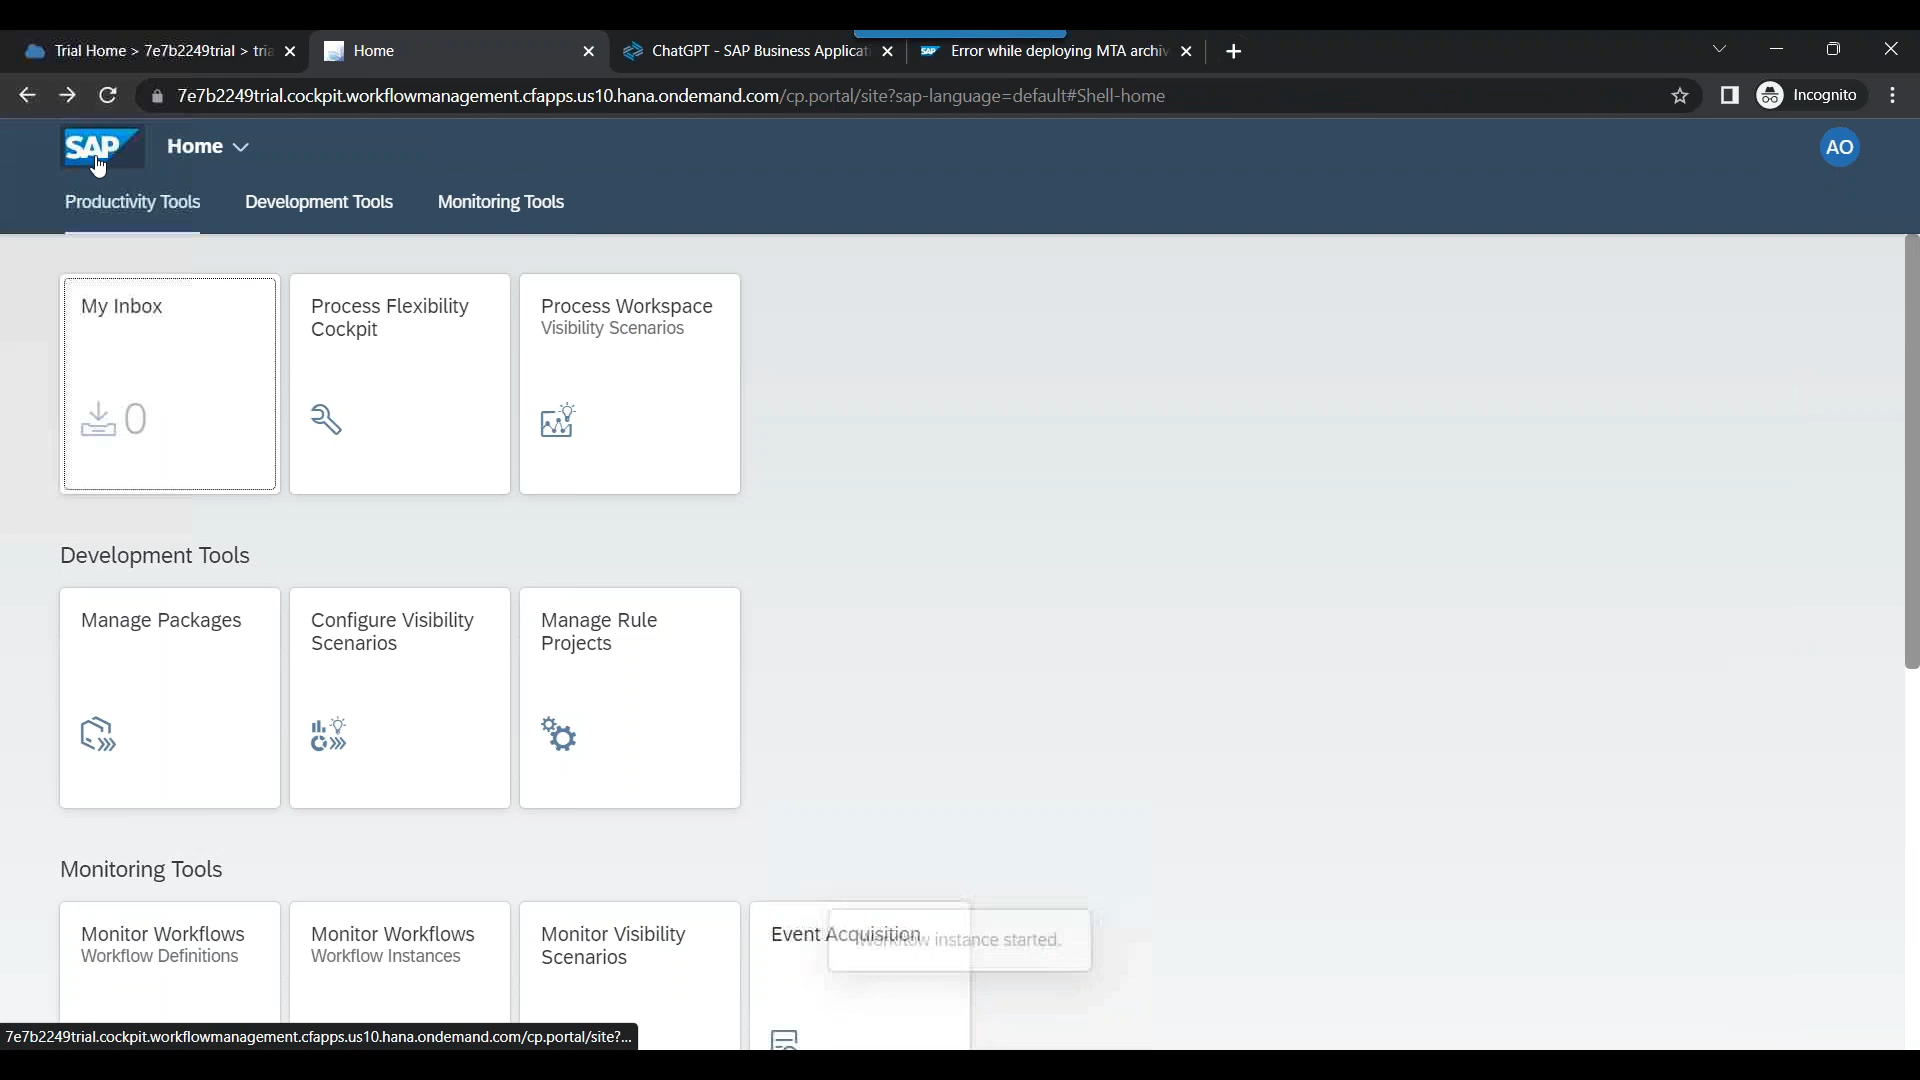 Trial Home > 7e7b2249trial > tria
Home
ChatGPT - SAP Business Applicati
SAP
Error while deploying MTA archiv
7e7b2249trial.cockpit.workflowmanagement.cfapps.us10.hana.ondemand.com/cp.portal/site?sap-language=default#Shell-home
Incognito
SAP
Home
AO
Productivity Tools
Development Tools
Monitoring Tools
My Inbox
0
Process Flexibility
Cockpit
Process Workspace
Visibility Scenarios
Development Tools
Manage Packages
Configure Visibility
Scenarios
Manage Rule
Projects
Monitoring Tools
Monitor Workflows
Workflow Definitions
Monitor Workflows
Workflow Instances
Monitor Visibility
Scenarios
Event Acquisition
Workflow instance started.
7e7b2249trial.cockpit.workflowmanagement.cfapps.us10.hana.ondemand.com/cp.portal/site?...